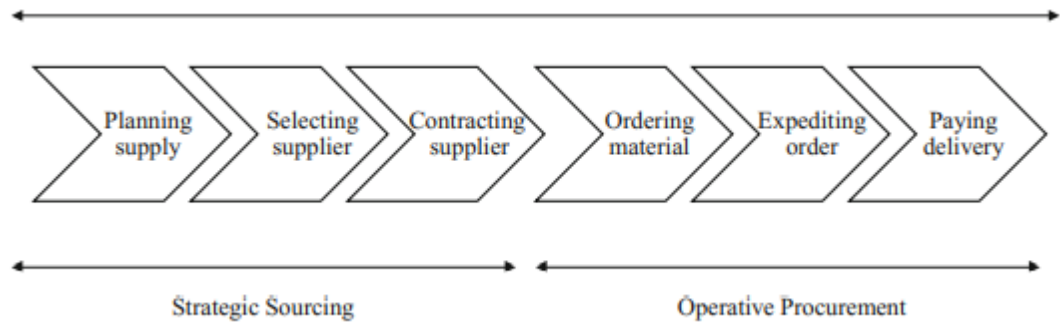 Planning
supply
Selecting
supplier
Contracting
supplier
Ordering
material
Expediting
order
Paying
delivery
Strategic Sourcing
Operative Procurement